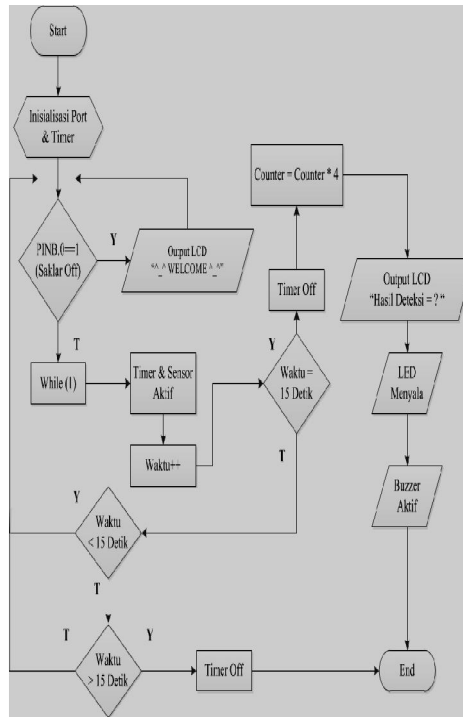 Start
Inisialisasi Port
& Timer
PINB.0==1
(Saklar Off)
Y
Output LCD
“^_^ WELCOME ^_^”
T
While (1)
Timer & Sensor
Aktif
Waktu++
Waktu =
15 Detik
Y
Timer Off
Counter = Counter * 4
Output LCD
“Hasil Deteksi = ? “
LED
Menyala
Buzzer
Aktif
T
Waktu
< 15 Detik
Y
T
Waktu
> 15 Detik
T
Y
Timer Off
End